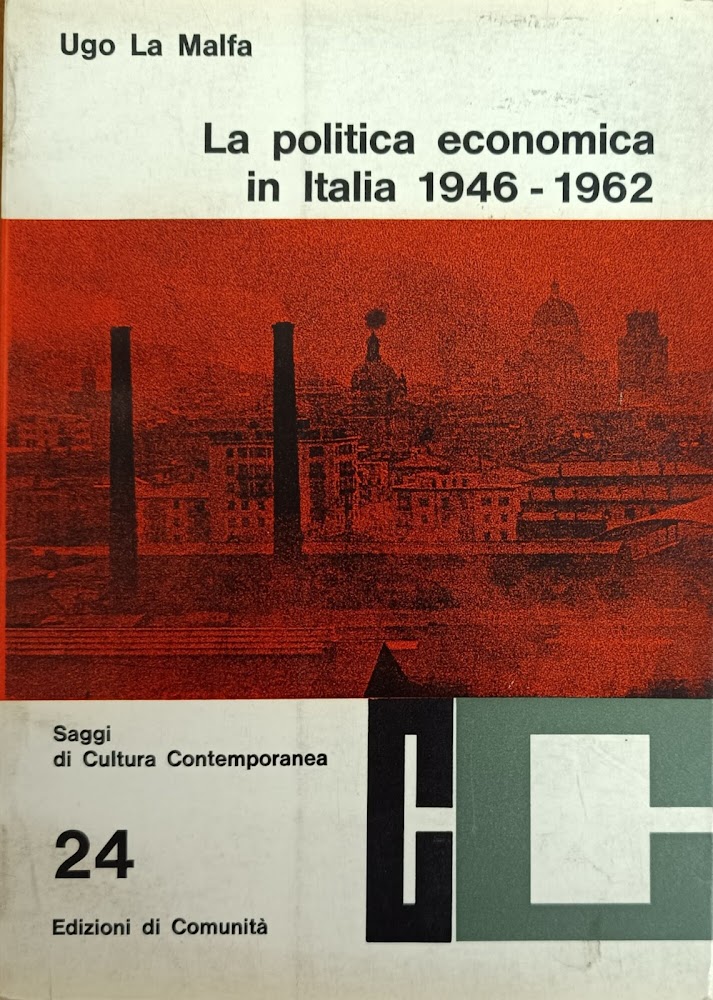 Ugo La Malfa
La politica economica
in Italia 1946 - 1962
Saggi
di Cultura Contemporanea
24
Edizioni di Comunità